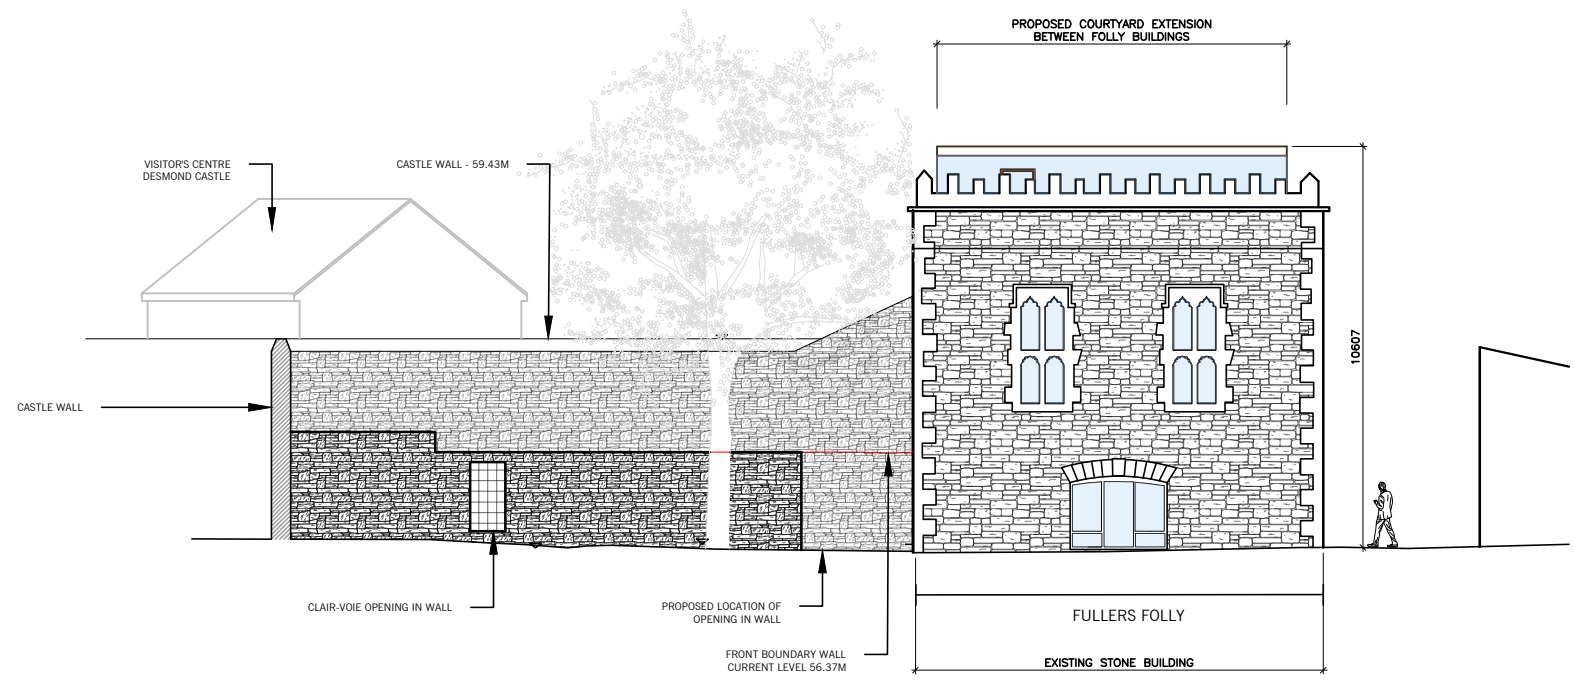 PROPOSED COURTYARD EXTENSION
BETWEEN FOLLY BUILDINGS
VISITOR'S CENTRE
DESMOND CASTLE
CASTLE WALL - 59.43M
10607
CASTLE WALL
CLAIR-VOIE OPENING IN WALL
PROPOSED LOCATION OF
OPENING IN WALL
FULLERS FOLLY
FRONT BOUNDARY WALL
CURRENT LEVEL 56.37M
EXISTING STONE BUILDING